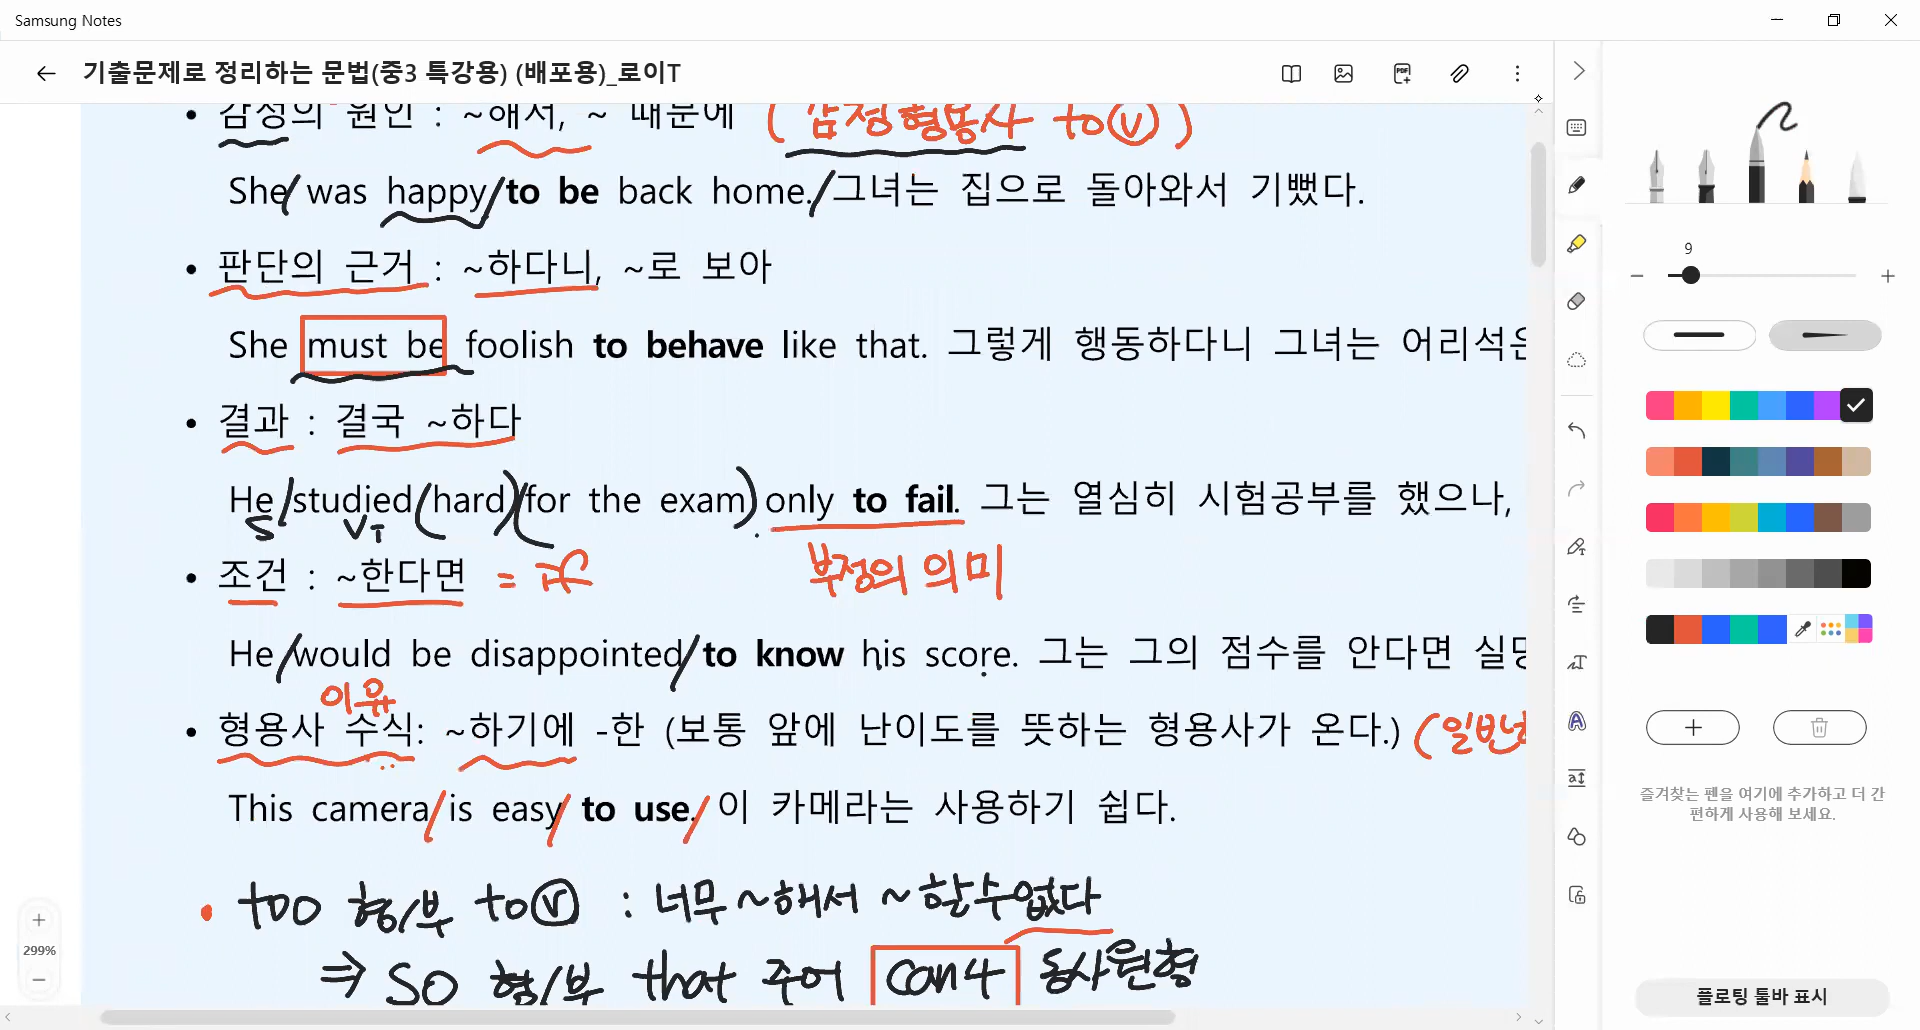 Samsung Notes
기출문제로 정리하는 문법(중3 특강용) (배포용)_로이T
• 감정의 원인 : ~해서, ~ 때문에 (감정형용사 to ⓥ)
She / was happy / to be back home. / 그녀는 집으로 돌아와서 기뻤다.
• 판단의 근거 : ~하다니, ~로 보아
She must be foolish to behave like that. 그렇게 행동하다니 그녀는 어리석은
• 결과 : 결국 ~하다
He / studied (hard) (for the exam) only to fail. 그는 열심히 시험공부를 했으나,
S V
부정의 의미
• 조건 : ~한다면 = if
He / would be disappointed / to know his score. 그는 그의 점수를 안다면 실망
이유
• 형용사 수식: ~하기에 -한 (보통 앞에 난이도를 뜻하는 형용사가 온다.)
This camera / is easy / to use. / 이 카메라는 사용하기 쉽다.
• too 형/부 to ⓥ : 너무 ~해서 ~할 수 없다
⇒ so 형/부 that 주어 can't 동사원형
9
299%
즐겨찾는 펜을 여기에 추가하고 더 간
편하게 사용해 보세요.
플로팅 툴바 표시